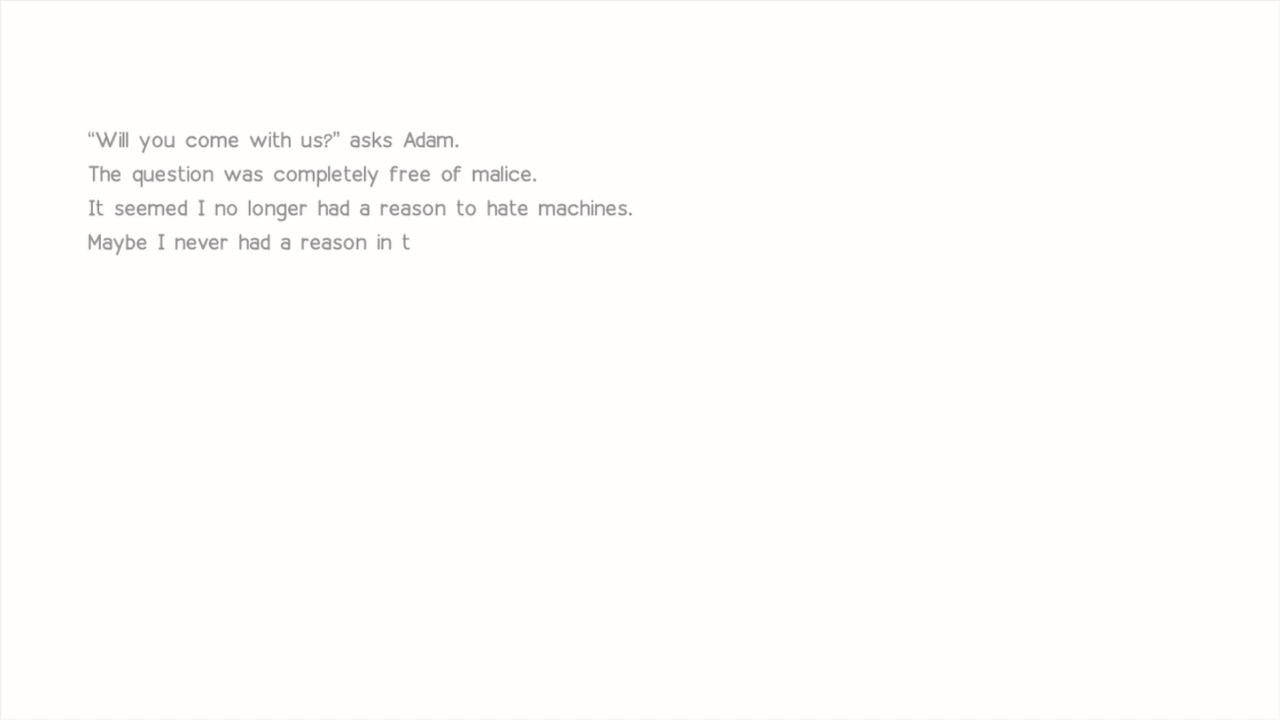 “Will you come with us?” asks Adam.
The question was completely free of malice.
It seemed I no longer had a reason to hate machines.
Maybe I never had a reason in t